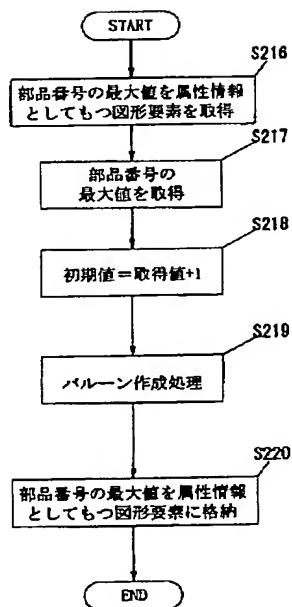 START
S216
部品番号の最大値を属性情報
としてもつ図形要素を取得
S217
部品番号の
最大値を取得
S218
初期値=取得値+1
S219
バルーン作成処理
S220
部品番号の最大値を属性情報
としてもつ図形要素に格納
END